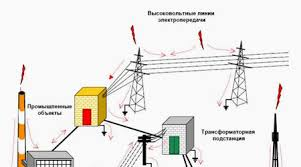 Высоковольтные линии
электропередачи
Промышленные
объекты
Трансформаторная
подстанция